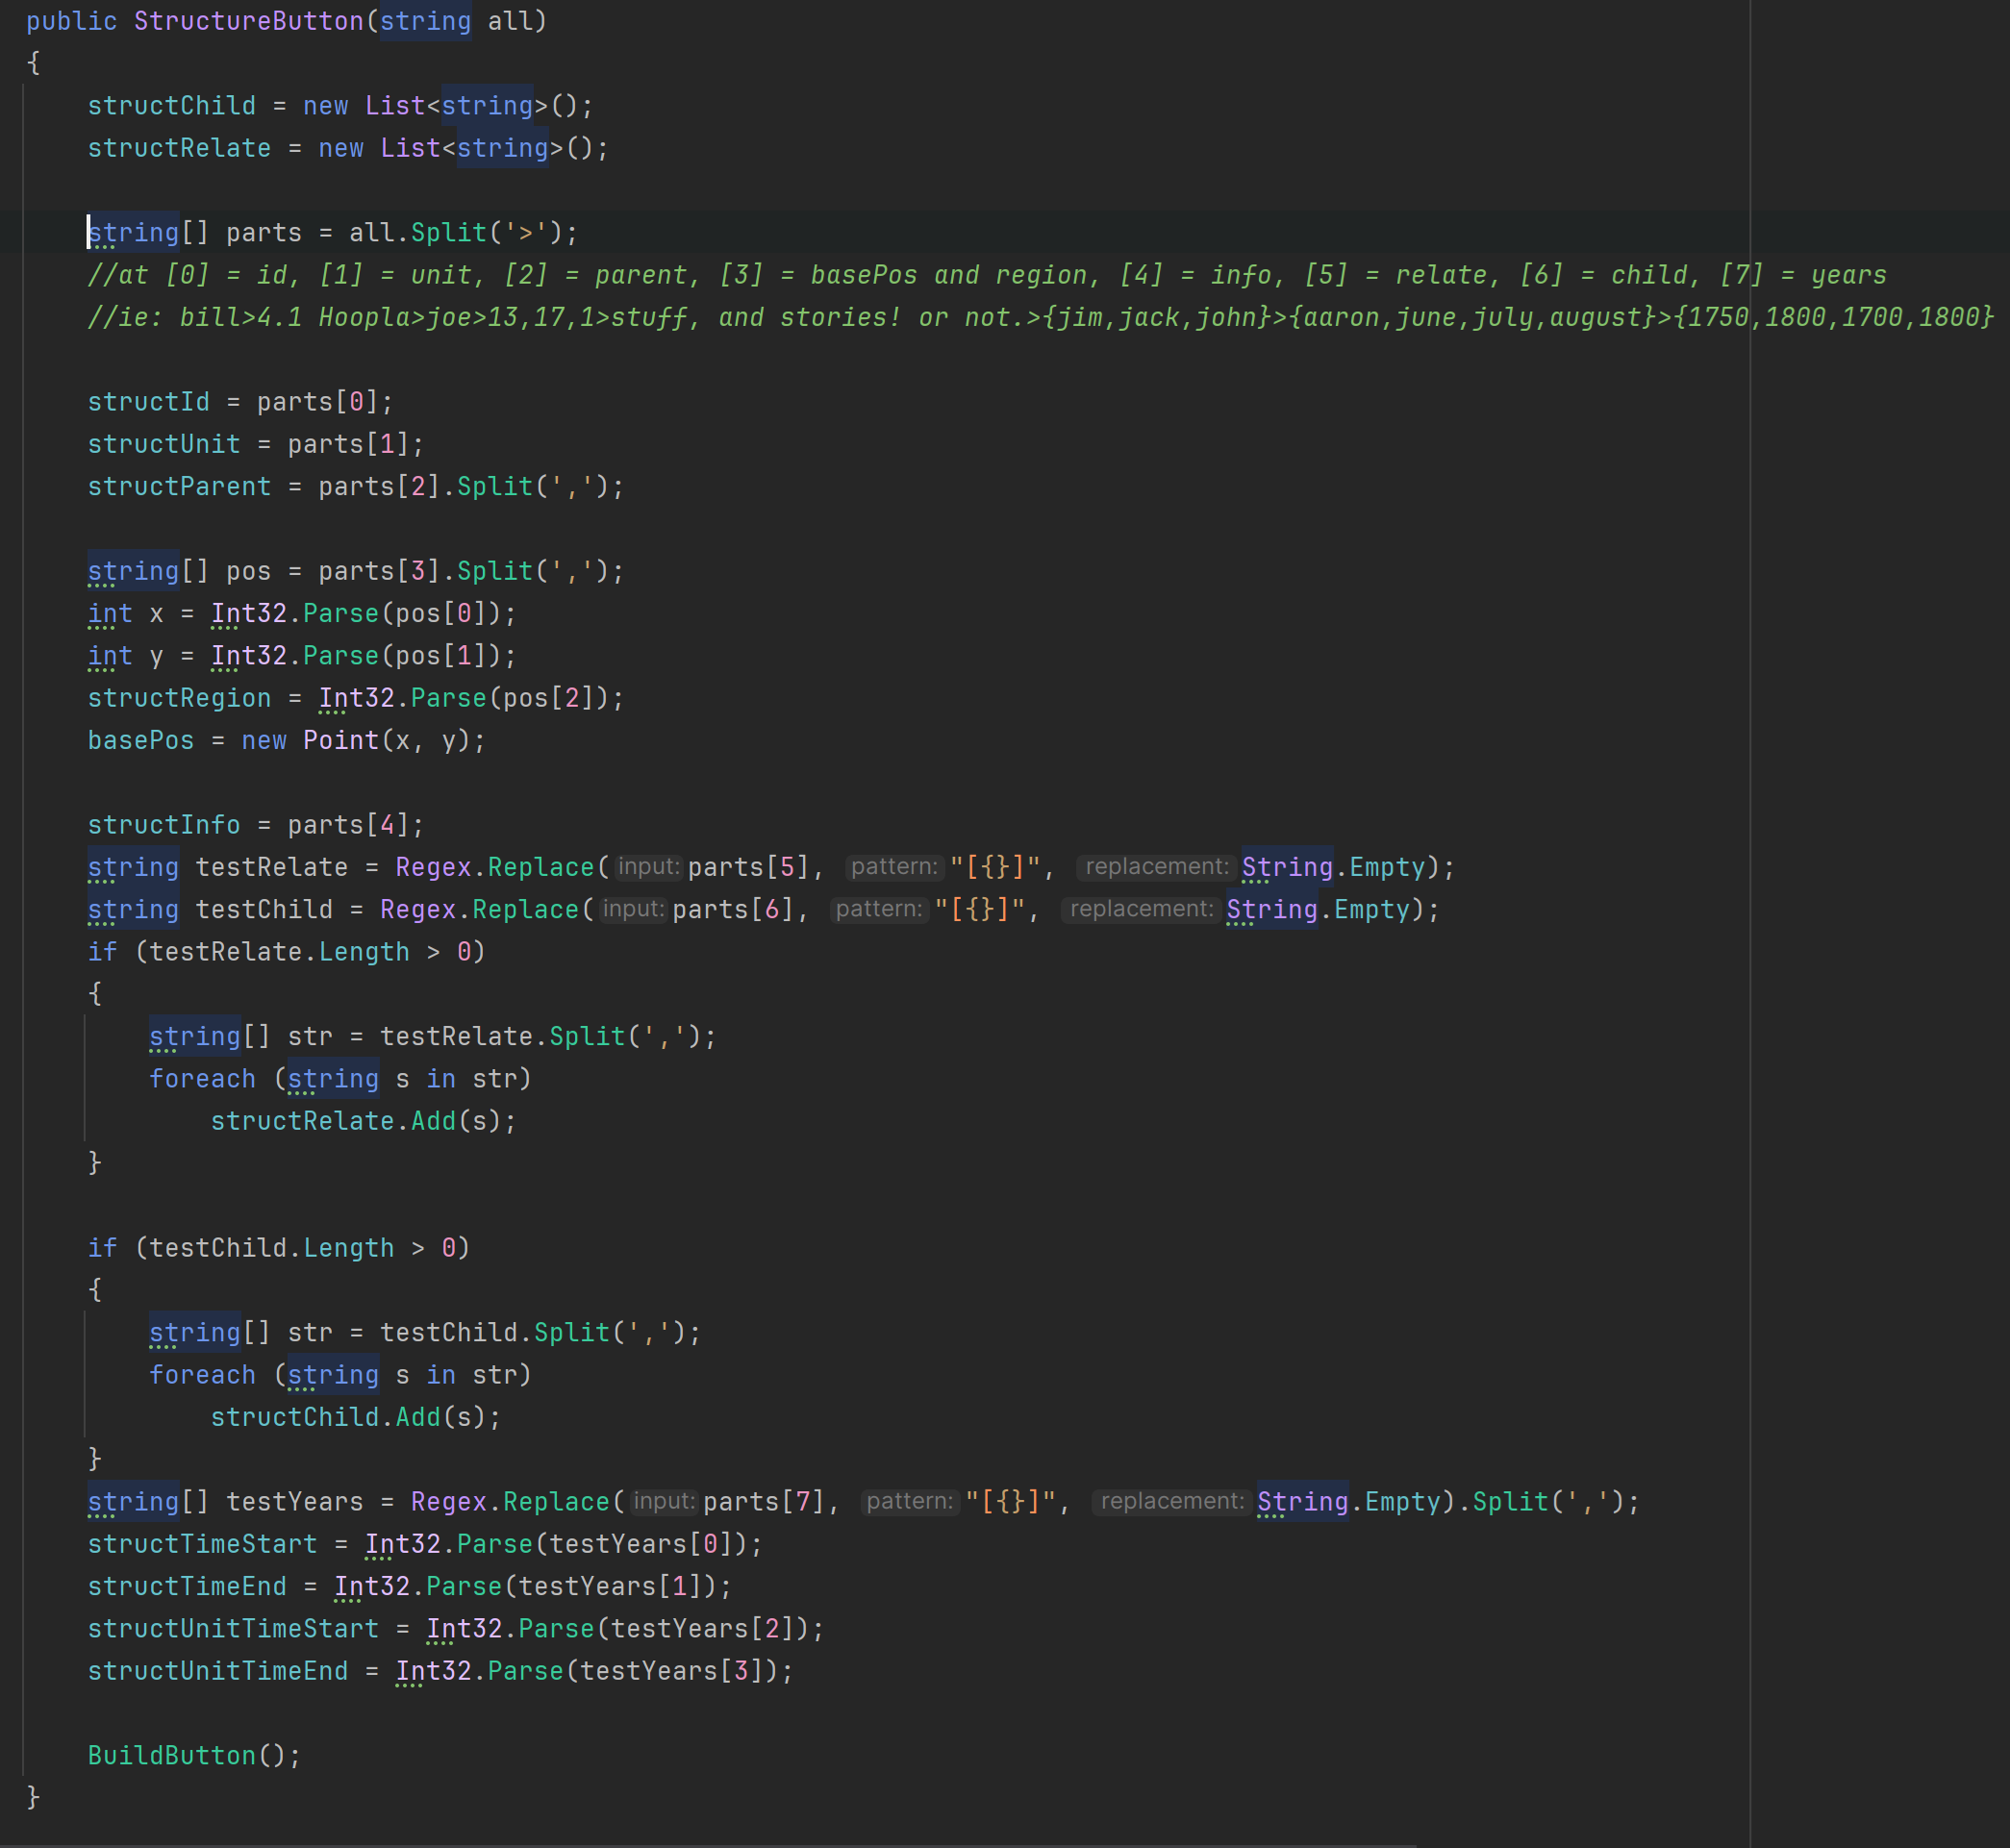 public StructureButton(string all)
{
    structChild = new List<string>();
    structRelate = new List<string>();

    string[] parts = all.Split('>');
    //at [0] = id, [1] = unit, [2] = parent, [3] = basePos and region, [4] = info, [5] = relate, [6] = child, [7] = years
    //ie: bill>4.1 Hoopla>joe>13,17,1>stuff, and stories! or not.>{jim,jack,john}>{aaron,june,july,august}>{1750,1800,1700,1800}

    structId = parts[0];
    structUnit = parts[1];
    structParent = parts[2].Split(',');

    string[] pos = parts[3].Split(',');
    int x = Int32.Parse(pos[0]);
    int y = Int32.Parse(pos[1]);
    structRegion = Int32.Parse(pos[2]);
    basePos = new Point(x, y);

    structInfo = parts[4];
    string testRelate = Regex.Replace(input: parts[5], pattern: "[{}]", replacement: String.Empty);
    string testChild = Regex.Replace(input: parts[6], pattern: "[{}]", replacement: String.Empty);
    if (testRelate.Length > 0)
    {
        string[] str = testRelate.Split(',');
        foreach (string s in str)
            structRelate.Add(s);
    }

    if (testChild.Length > 0)
    {
        string[] str = testChild.Split(',');
        foreach (string s in str)
            structChild.Add(s);
    }
    string[] testYears = Regex.Replace(input: parts[7], pattern: "[{}]", replacement: String.Empty).Split(',');
    structTimeStart = Int32.Parse(testYears[0]);
    structTimeEnd = Int32.Parse(testYears[1]);
    structUnitTimeStart = Int32.Parse(testYears[2]);
    structUnitTimeEnd = Int32.Parse(testYears[3]);

    BuildButton();
}